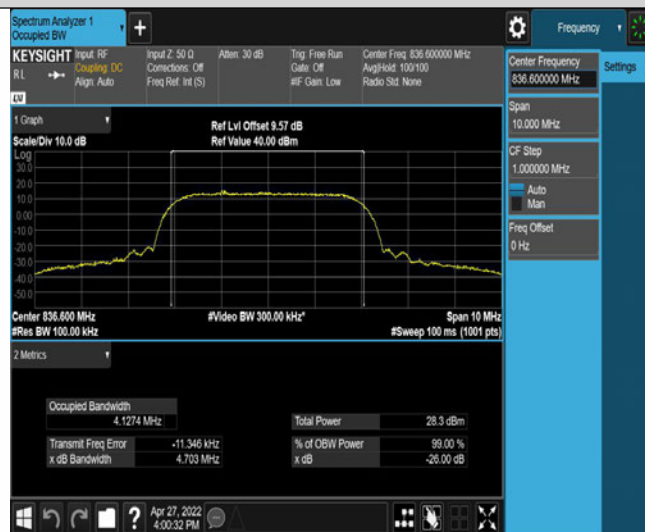 Spectrum Analyzer 1
Occupied BW
Frequency
KEYSIGHT
Input: RF
Coupling: DC
Align: Auto
Input Z: 50 Ω
Corrections: Off
Freq Ref: Int (S)
Atten: 30 dB
Trig: Free Run
Gate: Off
#IF Gain: Low
Center Freq: 836.600000 MHz
Avg|Hold: 100/100
Radio Std: None
RL
LXI
Center Frequency
836.600000 MHz
Settings
Span
10.000 MHz
CF Step
1.000000 MHz
Auto
Man
Freq Offset
0 Hz
1 Graph
Scale/Div 10.0 dB
Ref Lvl Offset 9.57 dB
Ref Value 40.00 dBm
Log
30.0
20.0
10.0
0.00
-10.0
-20.0
-30.0
-40.0
-50.0
Center 836.600 MHz
#Res BW 100.00 kHz
#Video BW 300.00 kHz*
Span 10 MHz
#Sweep 100 ms (1001 pts)
2 Metrics
Occupied Bandwidth
4.1274 MHz
Total Power 28.3 dBm
Transmit Freq Error -11.346 kHz
% of OBW Power 99.00 %
x dB Bandwidth 4.703 MHz
x dB -26.00 dB
?
Apr 27, 2022
4:00:32 PM